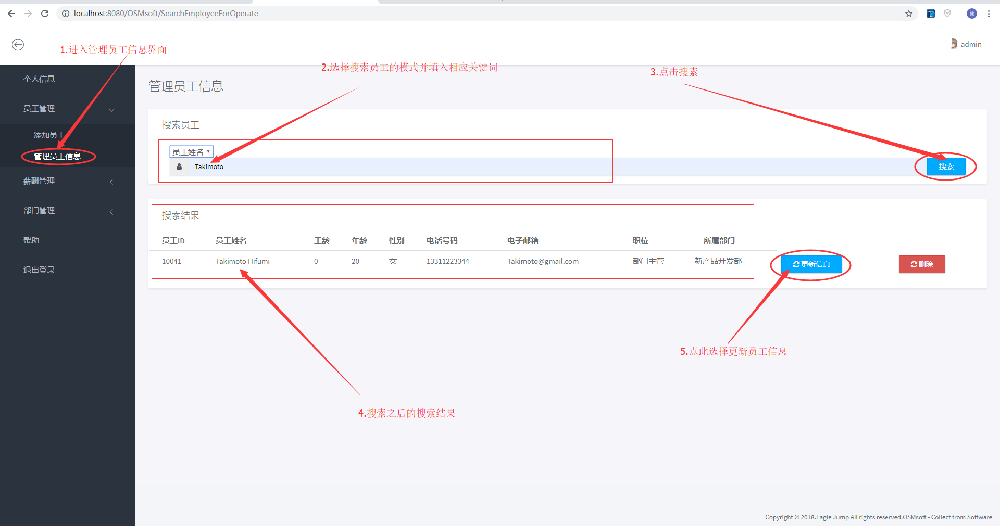 localhost:8080/OSMsoft/SearchEmployeeForOperate
健
admin
1.进入管理员工信息界面
2.选择搜索员工的模式并填入相应关键词
3.点击搜索
个人信息
员工管理
添加员工
管理员工信息
薪酬管理
部门管理
帮助
退出登录
管理员工信息
搜索员工
员工姓名
Takimoto
搜索
搜索结果
员工ID 员工姓名 工龄 年龄 性别 电话号码 电子邮箱 职位 所属部门
10041 Takimoto Hifumi 0 20 女 13311223344 Takimoto@gmail.com 部门主管 新产品开发部 更新信息 删除
5.点此选择更新员工信息
4.搜索之后的搜索结果
Copyright © 2018.Eagle Jump All rights reserved.OSMsoft - Collect from Software